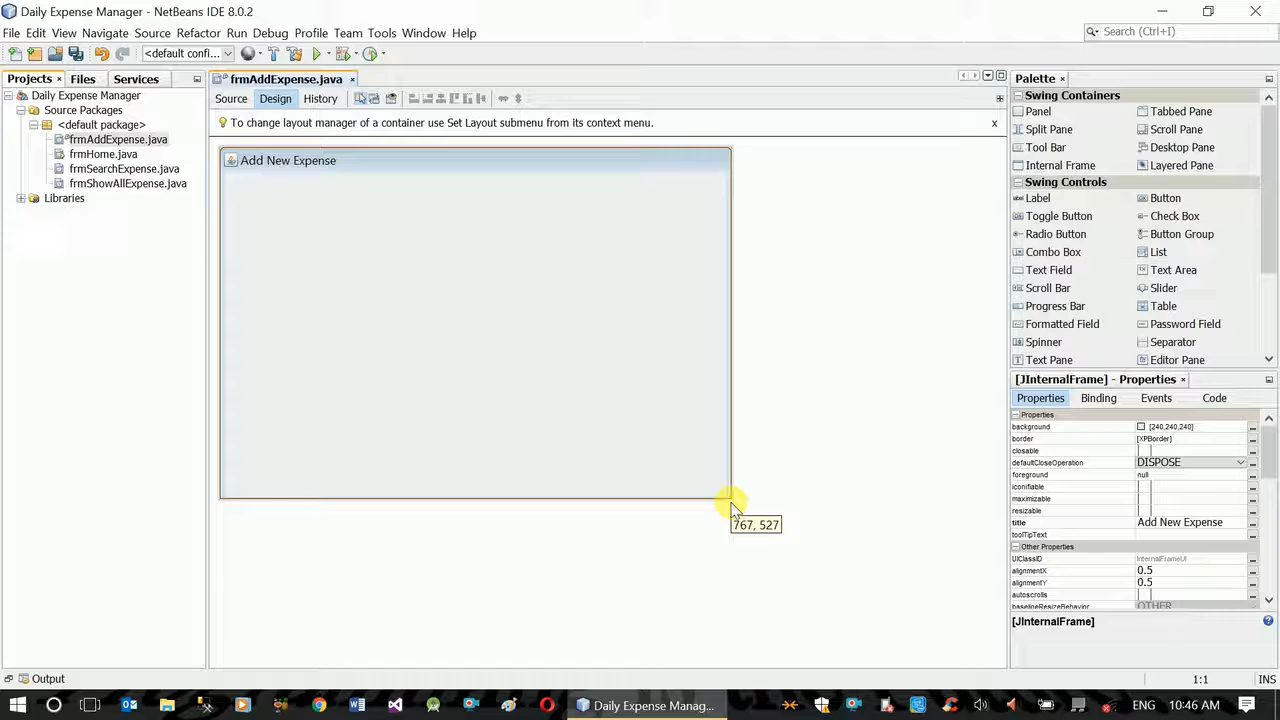 Daily Expense Manager - NetBeans IDE 8.0.2
File Edit View Navigate Source Refactor Run Debug Profile Team Tools Window Help
Search (Ctrl+I)
<default confi...
Projects Files Services
frmAddExpense.java
Palette
Daily Expense Manager
Source Packages
<default package>
frmAddExpense.java
frmHome.java
frmSearchExpense.java
frmShowAllExpense.java
Libraries
Source Design History
To change layout manager of a container use Set Layout submenu from its context menu.
x
Add New Expense
767, 527
Swing Containers
Panel Tabbed Pane
Split Pane Scroll Pane
Tool Bar Desktop Pane
Internal Frame Layered Pane
Swing Controls
label Label Button
Toggle Button Check Box
Radio Button Button Group
Combo Box List
Text Field Text Area
Scroll Bar Slider
Progress Bar Table
Formatted Field Password Field
Spinner Separator
Text Pane Editor Pane
[JInternalFrame] - Properties
Properties Binding Events Code
Properties
background [240,240,240]
border [XPBorder]
closable
defaultCloseOperation DISPOSE
foreground null
iconifiable
maximizable
resizable
title Add New Expense
toolTipText
Other Properties
UIClassID InternalFrameUI
alignmentX 0.5
alignmentY 0.5
autoscrolls
baselineResizeBehavior OTHER
[JInternalFrame]
Output
1:1 INS
Daily Expense Manag...
ENG 10:46 AM